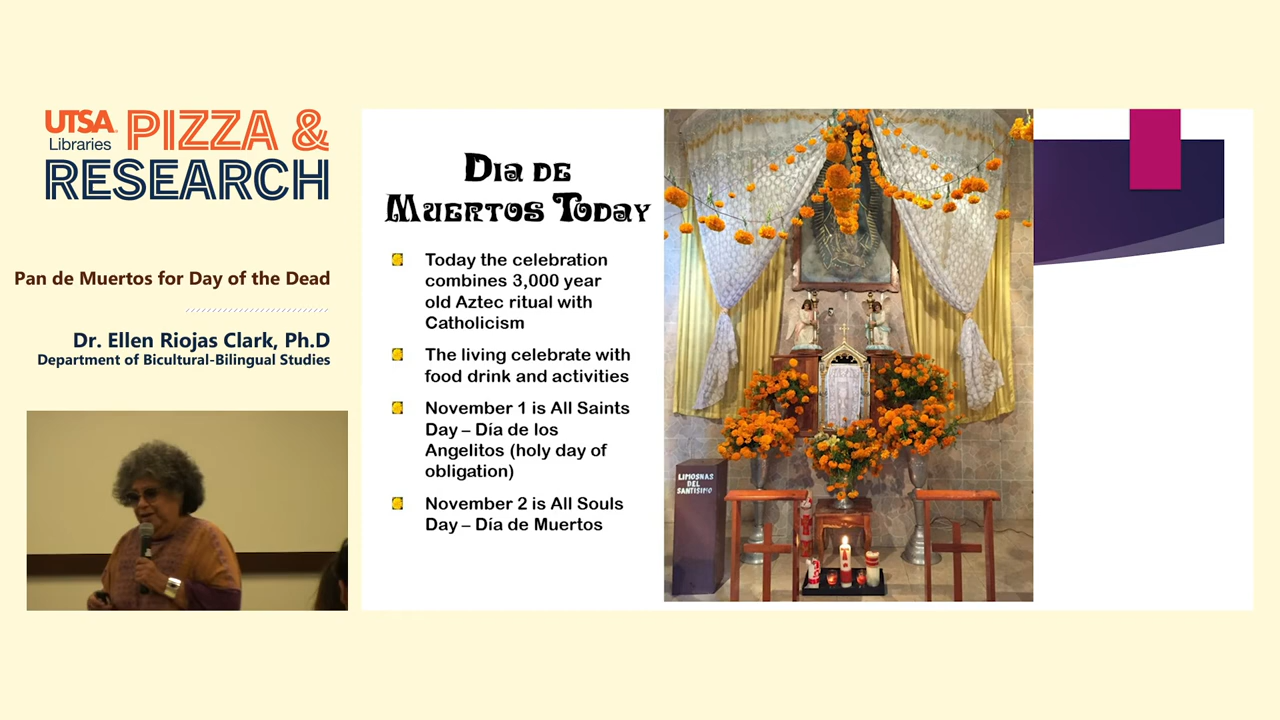 UTSA Libraries PIZZA &
RESEARCH
Pan de Muertos for Day of the Dead
Dr. Ellen Riojas Clark, Ph.D
Department of Bicultural-Bilingual Studies
Dia de
Muertos Today
Today the celebration
combines 3,000 year
old Aztec ritual with
Catholicism
The living celebrate with
food drink and activities
November 1 is All Saints
Day – Día de los
Angelitos (holy day of
obligation)
November 2 is All Souls
Day – Día de Muertos
LIMOSNAS
DEL
SANTISIMO